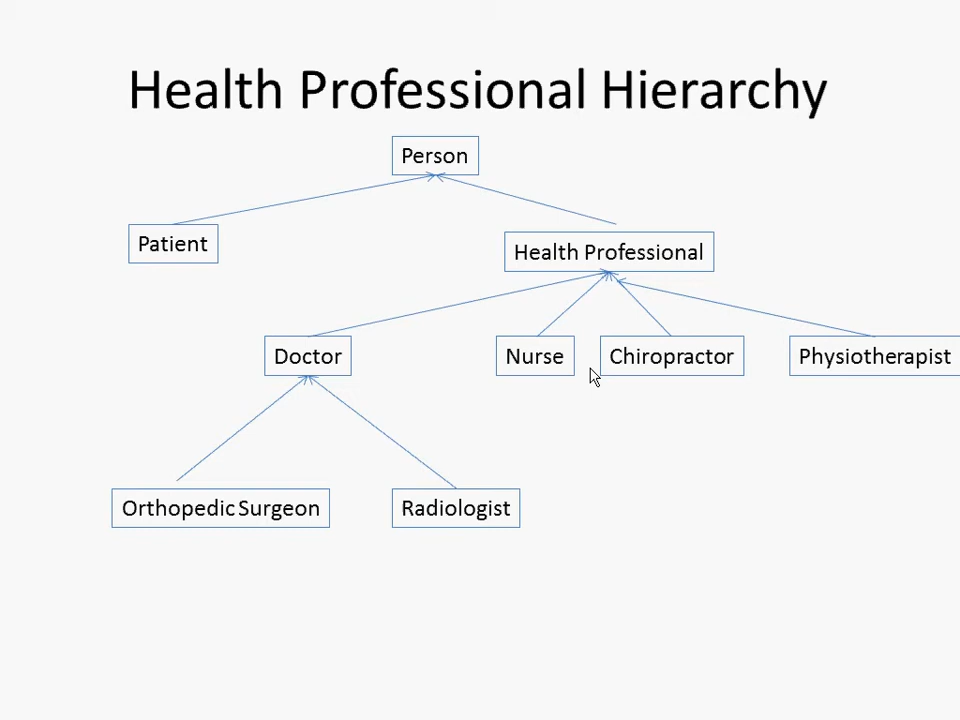 Health Professional Hierarchy
Person
Patient
Health Professional
Doctor
Nurse
Chiropractor
Physiotherapist
Orthopedic Surgeon
Radiologist